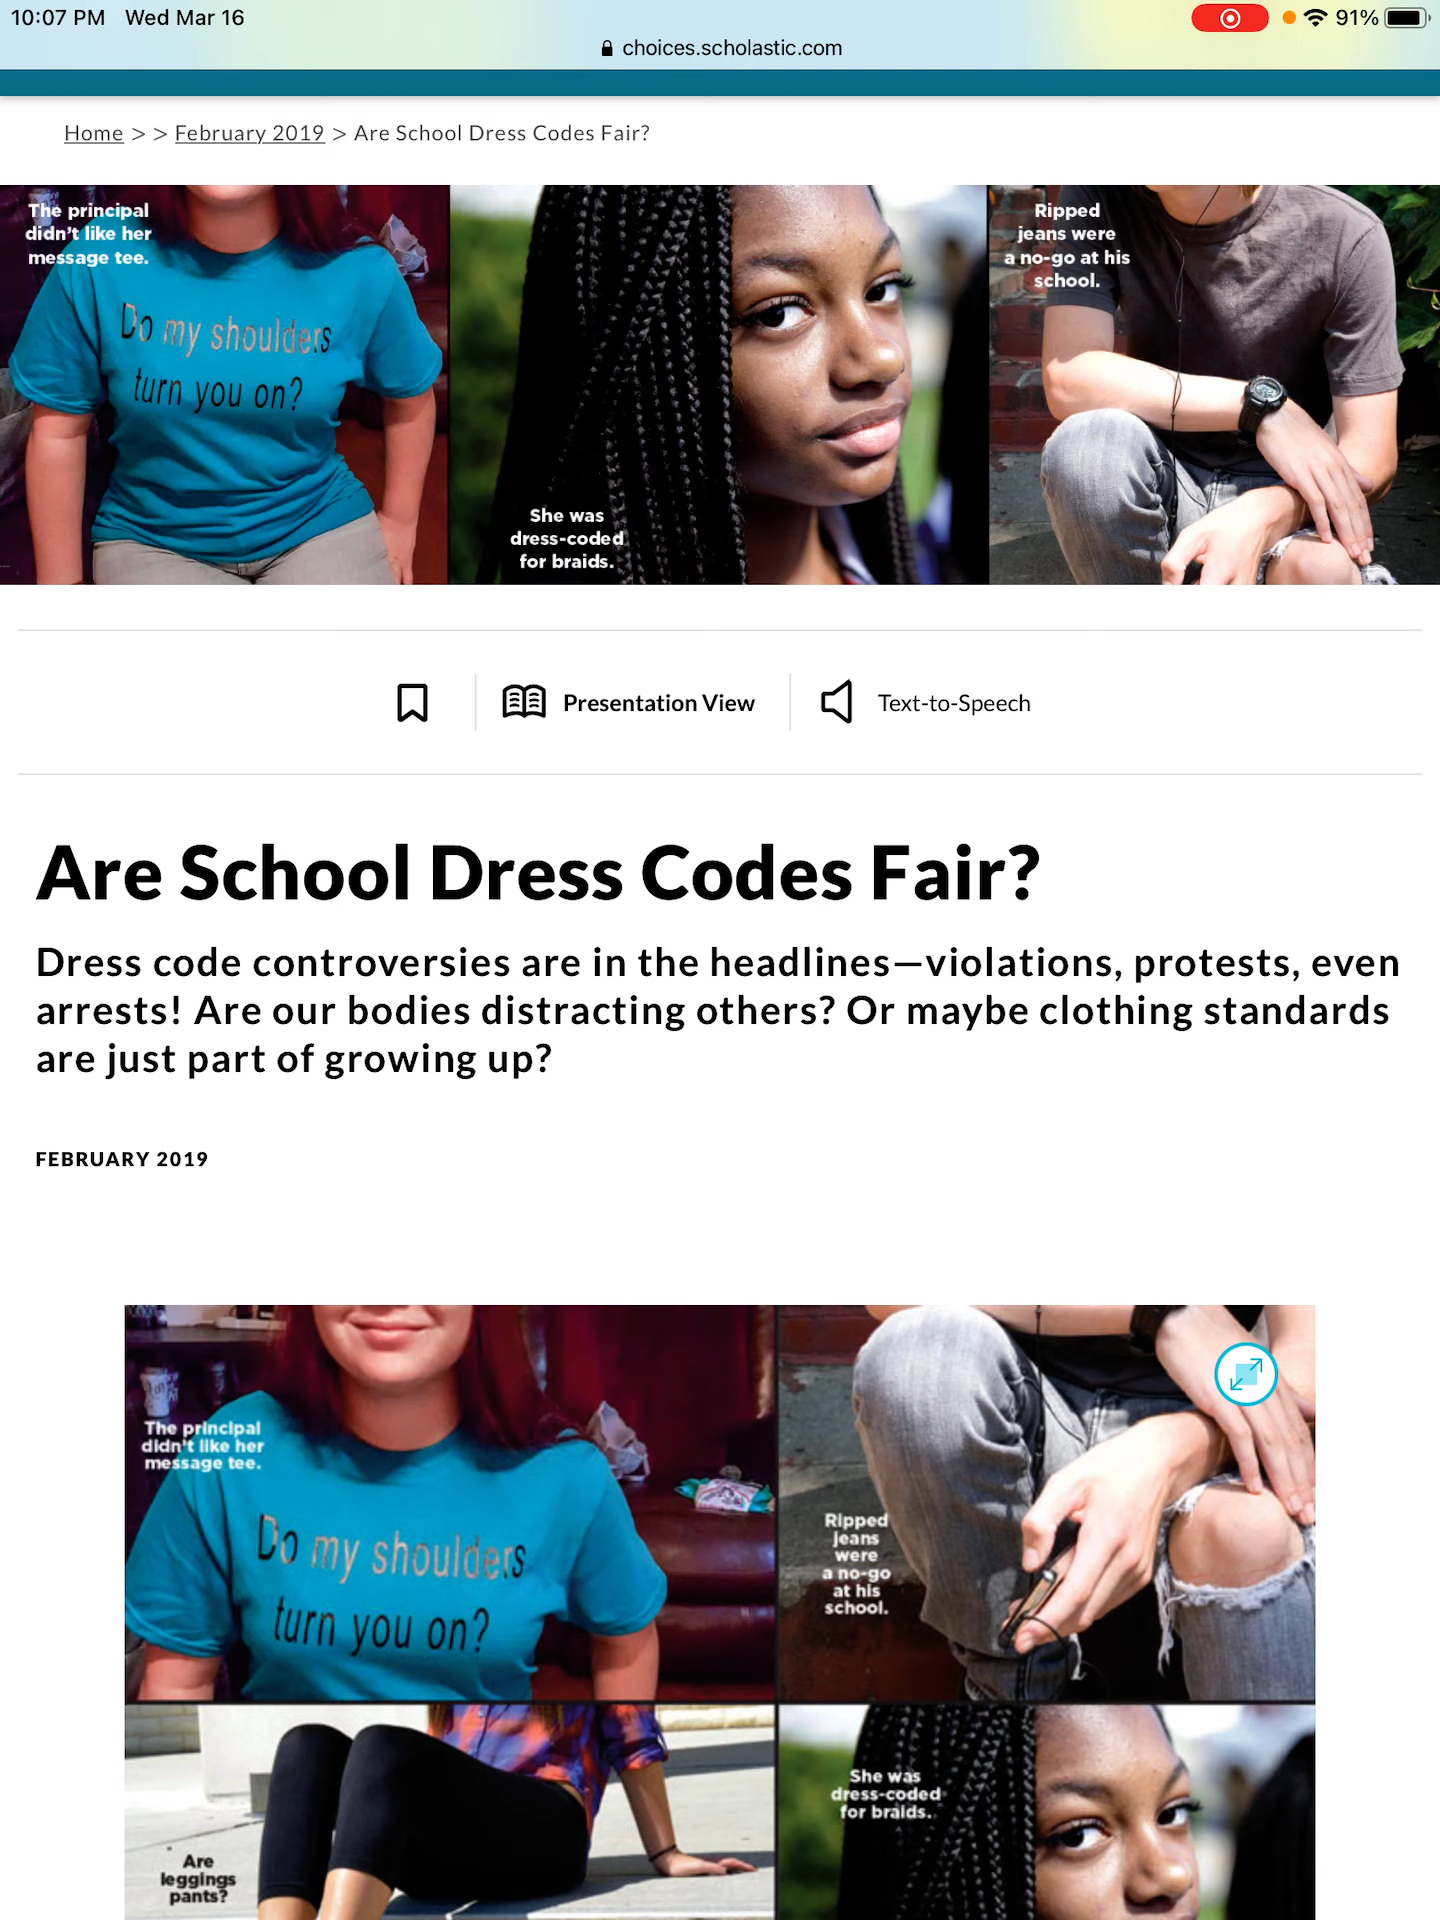 10:07 PM Wed Mar 16
91%
choices.scholastic.com
Home > > February 2019 > Are School Dress Codes Fair?
The principal
didn't like her
message tee.
Do my shoulders
turn you on?
She was
dress-coded
for braids.
Ripped
jeans were
a no-go at his
school.
Presentation View
Text-to-Speech
Are School Dress Codes Fair?
Dress code controversies are in the headlines—violations, protests, even
arrests! Are our bodies distracting others? Or maybe clothing standards
are just part of growing up?
FEBRUARY 2019
The principal
didn't like her
message tee.
Do my shoulders
turn you on?
Ripped
jeans
were
a no-go
at his
school.
Are
leggings
pants?
She was
dress-coded
for braids.